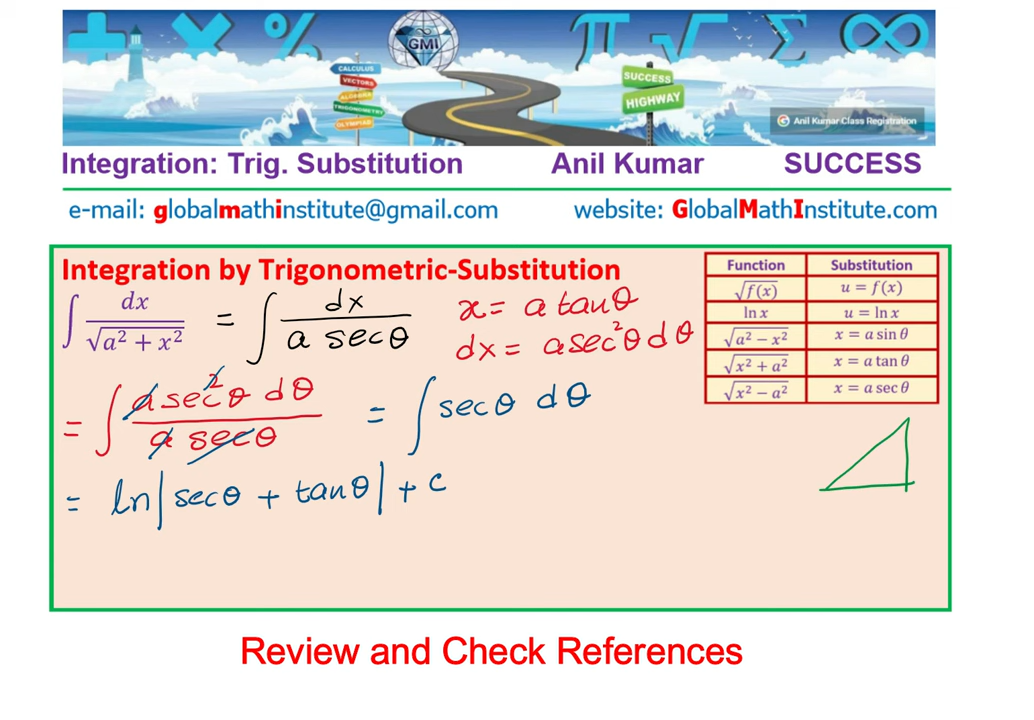 GMI
CALCULUS
VECTORS
ALGEBRA
TRIGONOMETRY
OLYMPIAD
SUCCESS
HIGHWAY
Anil Kumar Class Registration
Integration: Trig. Substitution Anil Kumar SUCCESS
e-mail: globalmathinstitute@gmail.com website: GlobalMathInstitute.com
Integration by Trigonometric-Substitution
∫ dx / √(a² + x²) = ∫ dx / (a secθ)
x = a tanθ
dx = a sec²θ dθ
= ∫ a sec²θ dθ / (a secθ) = ∫ secθ dθ
= ln|secθ + tanθ| + c
Function Substitution
√f(x) u = f(x)
ln x u = ln x
√(a² − x²) x = a sin θ
√(x² + a²) x = a tan θ
√(x² − a²) x = a sec θ
Review and Check References